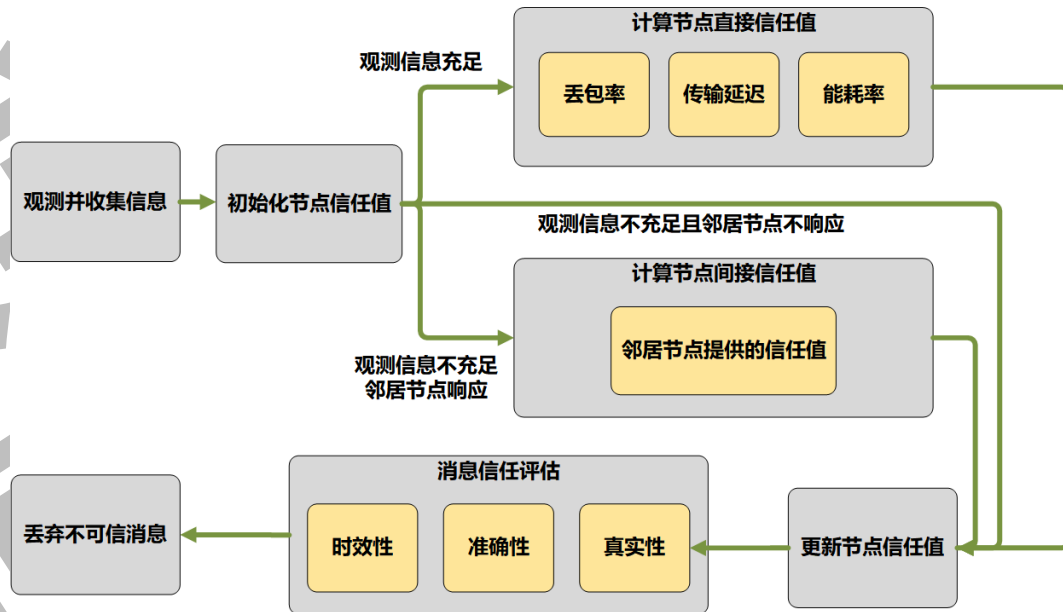 计算节点直接信任值
观测信息充足
丢包率
传输延迟
能耗率
观测并收集信息
初始化节点信任值
观测信息不充足且邻居节点不响应
计算节点间接信任值
邻居节点提供的信任值
观测信息不充足
邻居节点响应
消息信任评估
丢弃不可信消息
时效性
准确性
真实性
更新节点信任值